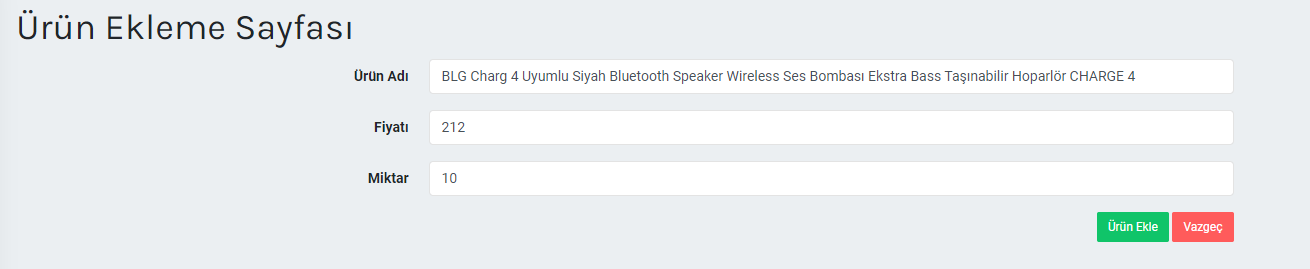 Ürün Ekleme Sayfası
Ürün Adı BLG Charg 4 Uyumlu Siyah Bluetooth Speaker Wireless Ses Bombası Ekstra Bass Taşınabilir Hoparlör CHARGE 4
Fiyatı 212
Miktar 10
Ürün Ekle Vazgeç